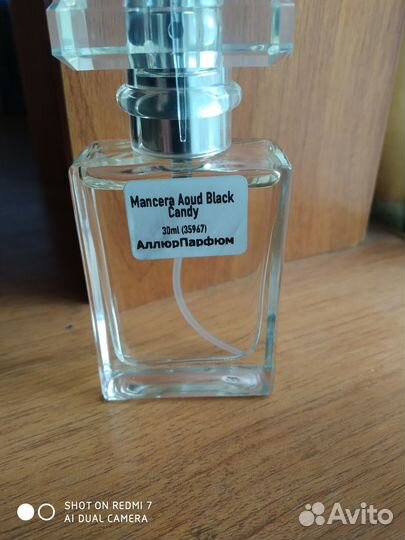 Mancera Aoud Black
Candy
30ml (35967)
АллюрПарфюм
SHOT ON REDMI 7
AI DUAL CAMERA
Avito